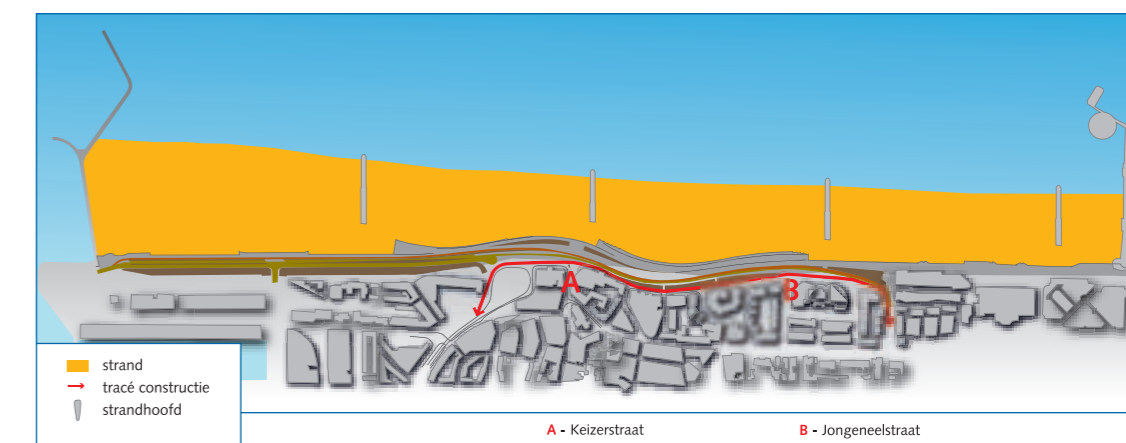 A
B
strand
tracé constructie
strandhoofd
A - Keizerstraat
B - Jongeneelstraat